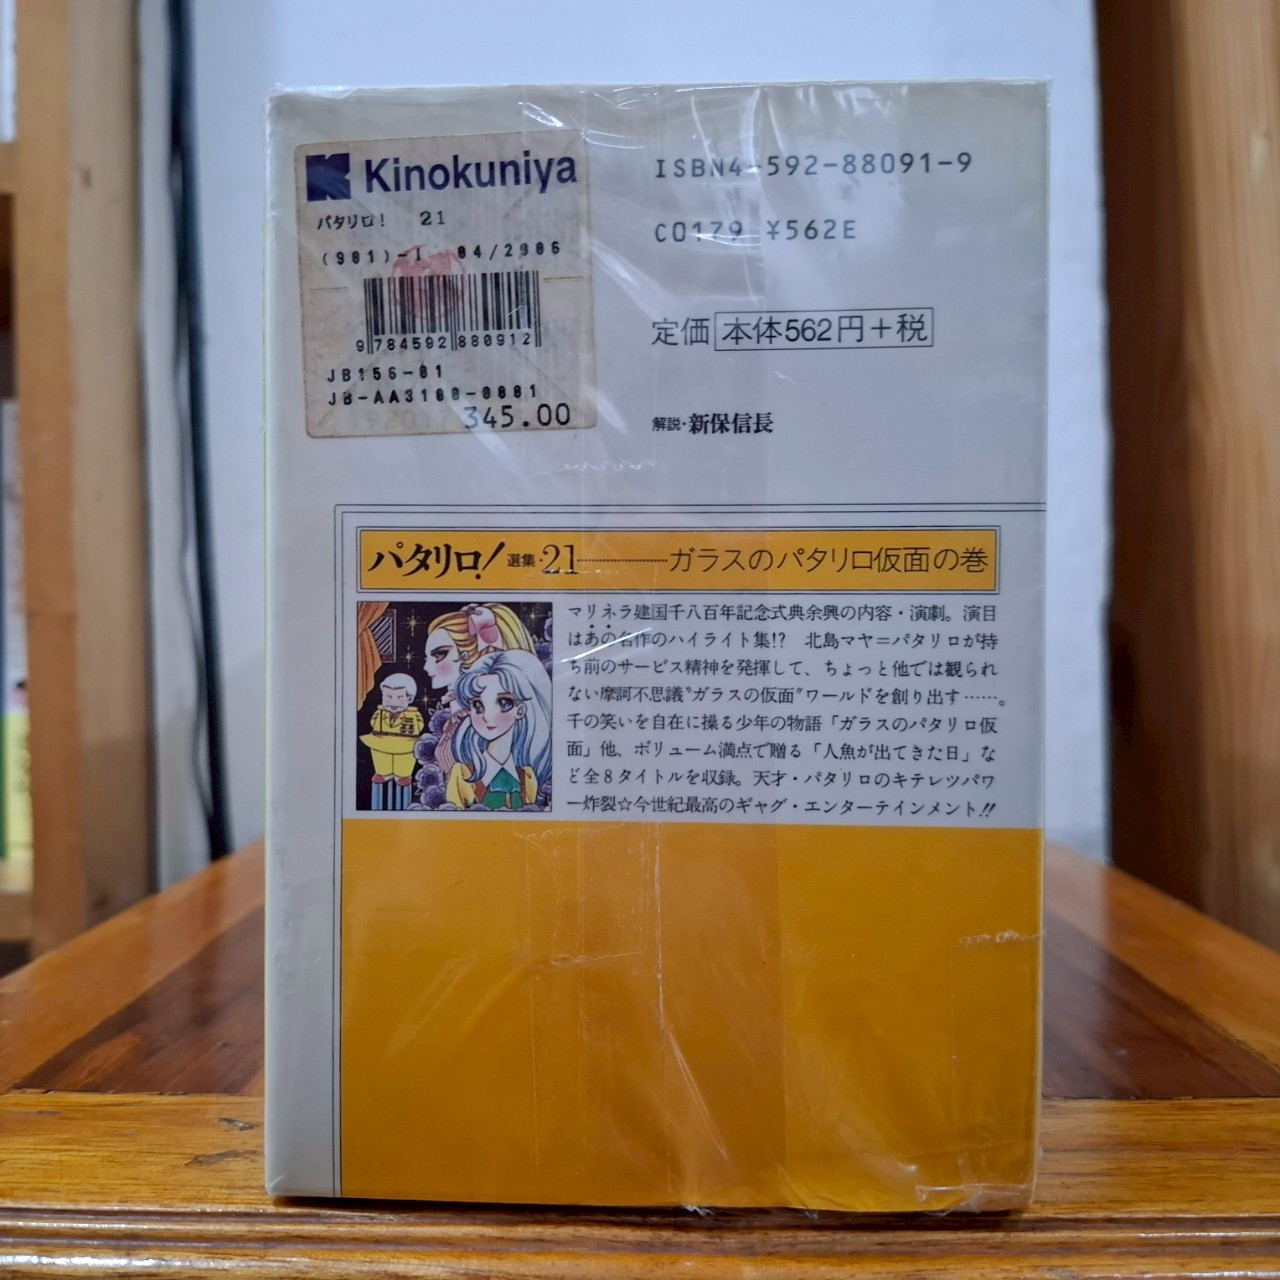 Kinokuniya
パタリロ! 21
(901)-I 04/2006
9 784592 880912
JB156-01
JB-AA3100-0001
345.00
ISBN4-592-88091-9
C0179 ¥562E
定価 本体562円+税
解説・新保信長
パタリロ! 選集・21…………ガラスのパタリロ仮面の巻
マリネラ建国千八百年記念式典余興の内容・演劇。演目
はあの名作のハイライト集!? 北島マヤ=パタリロが持
ち前のサービス精神を発揮して、ちょっと他では観られ
ない摩訶不思議〝ガラスの仮面〟ワールドを創り出す……。
千の笑いを自在に操る少年の物語「ガラスのパタリロ仮
面」他、ボリューム満点で贈る「人魚が出てきた日」な
ど全8タイトルを収録。天才・パタリロのキテレツパワ
ー炸裂☆今世紀最高のギャグ・エンターテインメント!!